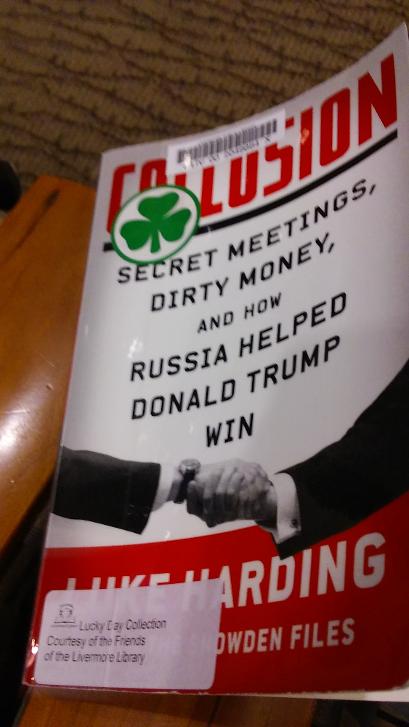 COLLUSION
SECRET MEETINGS,
DIRTY MONEY,
AND HOW
RUSSIA HELPED
DONALD TRUMP
WIN
LUKE HARDING
OWDEN FILES
Lucky Day Collection
Courtesy of the Friends
of the Livermore Library